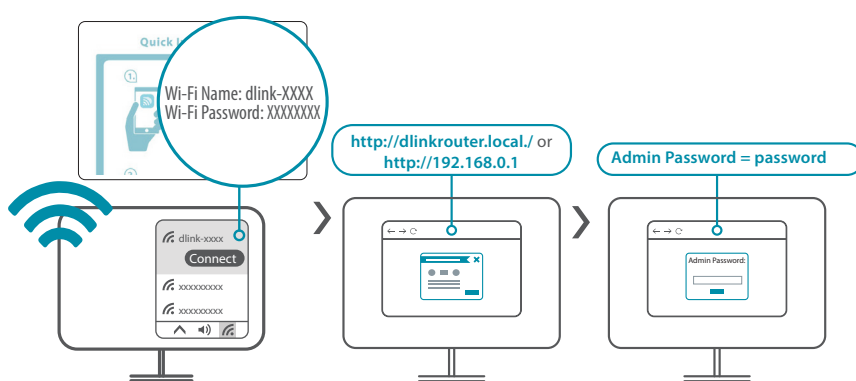 Quick
1.
Wi-Fi Name: dlink-XXXX
Wi-Fi Password: XXXXXXXX
dlink-xxxx
Connect
xxxxxxxxx
xxxxxxxxx
http://dlinkrouter.local./ or
http://192.168.0.1
Admin Password = password
Admin Password: